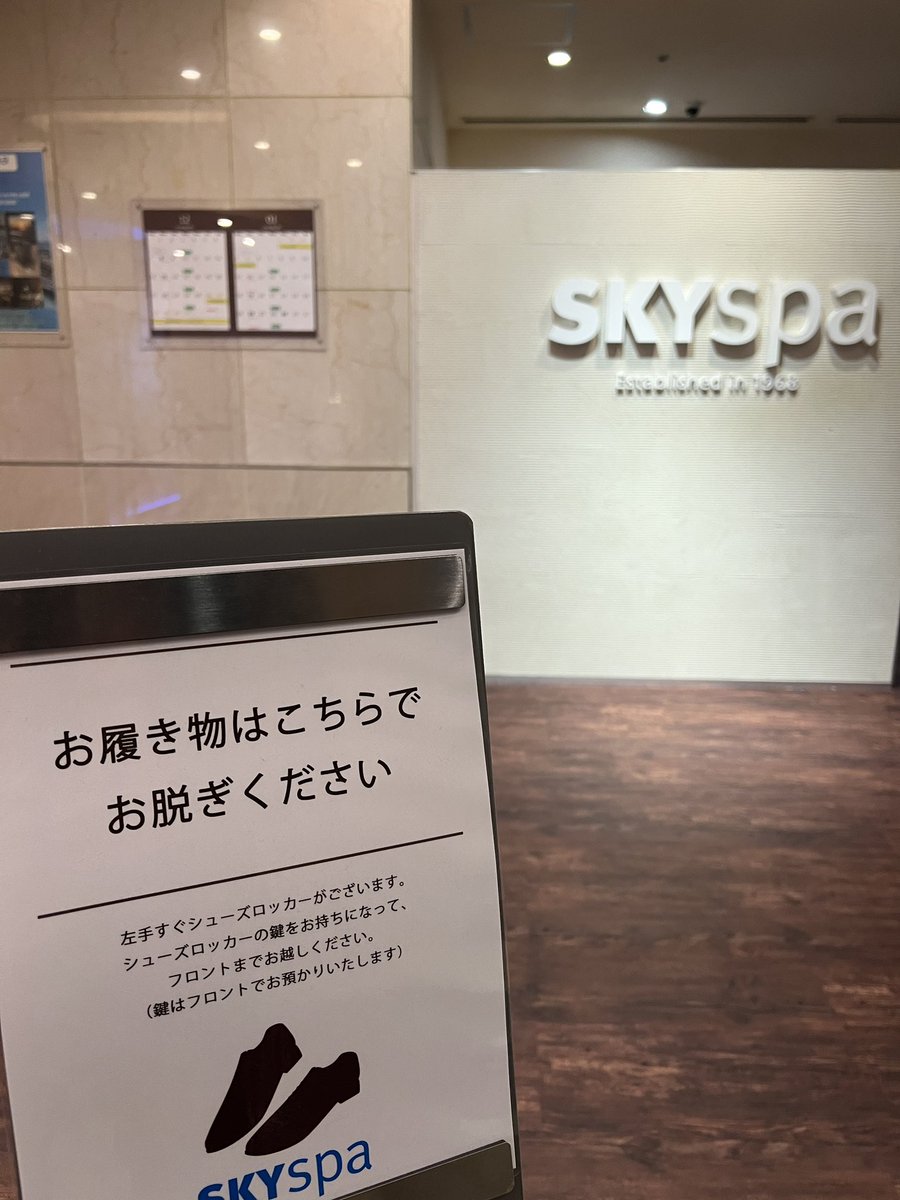 SKYspa
Established in 1968
お履き物はこちらで
お脱ぎください
左手すぐシューズロッカーがございます。
シューズロッカーの鍵をお持ちになって、
フロントまでお越しください。
（鍵はフロントでお預かりいたします）
SKYspa